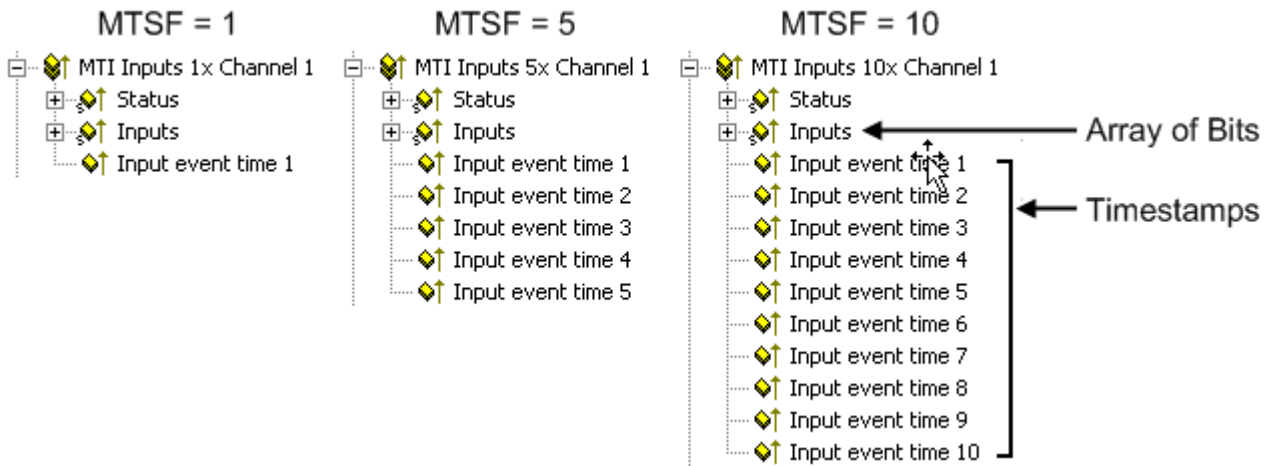 MTSF = 1
MTI Inputs 1x Channel 1
Status
Inputs
Input event time 1
MTSF = 5
MTI Inputs 5x Channel 1
Status
Inputs
Input event time 1
Input event time 2
Input event time 3
Input event time 4
Input event time 5
MTSF = 10
MTI Inputs 10x Channel 1
Status
Inputs
Input event time 1
Input event time 2
Input event time 3
Input event time 4
Input event time 5
Input event time 6
Input event time 7
Input event time 8
Input event time 9
Input event time 10
Array of Bits
Timestamps